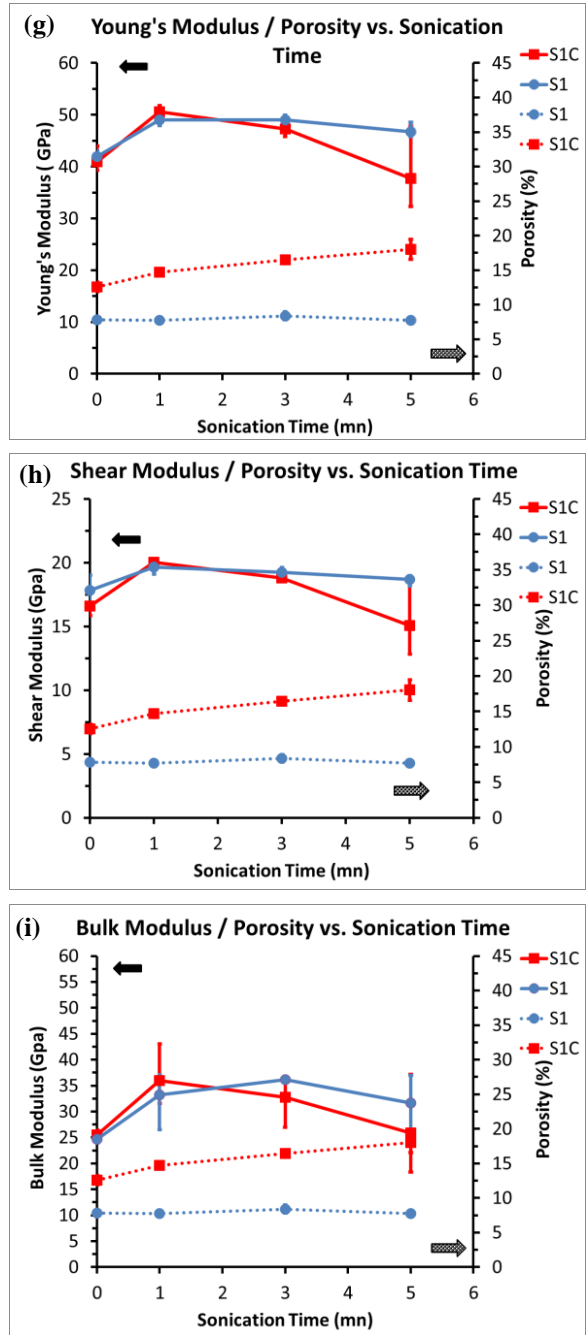 (g) Young's Modulus / Porosity vs. Sonication
Time
60
50
40
30
20
10
0
Young's Modulus ( GPa)
45
40
35
30
25
20
15
10
5
0
Porosity (%)
S1C
S1
S1
S1C
0 1 2 3 4 5 6
Sonication Time (mn)
(h) Shear Modulus / Porosity vs. Sonication Time
25
20
15
10
5
0
Shear Modulus (Gpa)
45
40
35
30
25
20
15
10
5
0
Porosity (%)
S1C
S1
S1
S1C
0 1 2 3 4 5 6
Sonication Time (mn)
(i) Bulk Modulus / Porosity vs. Sonication Time
60
55
50
45
40
35
30
25
20
15
10
5
0
Bulk Modulus (Gpa)
45
40
35
30
25
20
15
10
5
0
Porosity (%)
S1C
S1
S1
S1C
0 1 2 3 4 5 6
Sonication Time (mn)